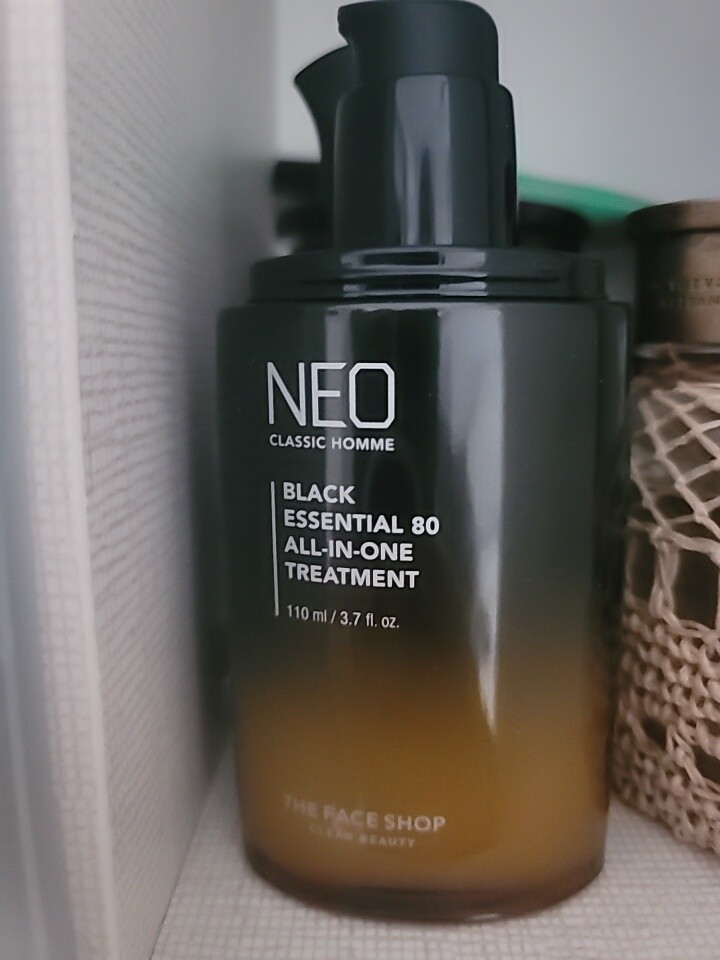 NEO
CLASSIC HOMME
BLACK
ESSENTIAL 80
ALL-IN-ONE
TREATMENT
110 ml / 3.7 fl. oz.
THE FACE SHOP
CLEAN BEAUTY